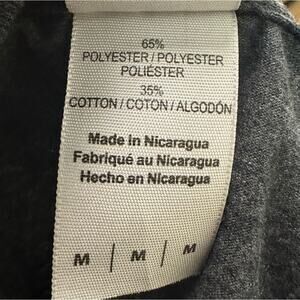 65%
POLYESTER / POLYESTER
POLIÉSTER
35%
COTTON / COTON / ALGODÓN
Made in Nicaragua
Fabriqué au Nicaragua
Hecho en Nicaragua
M | M | M